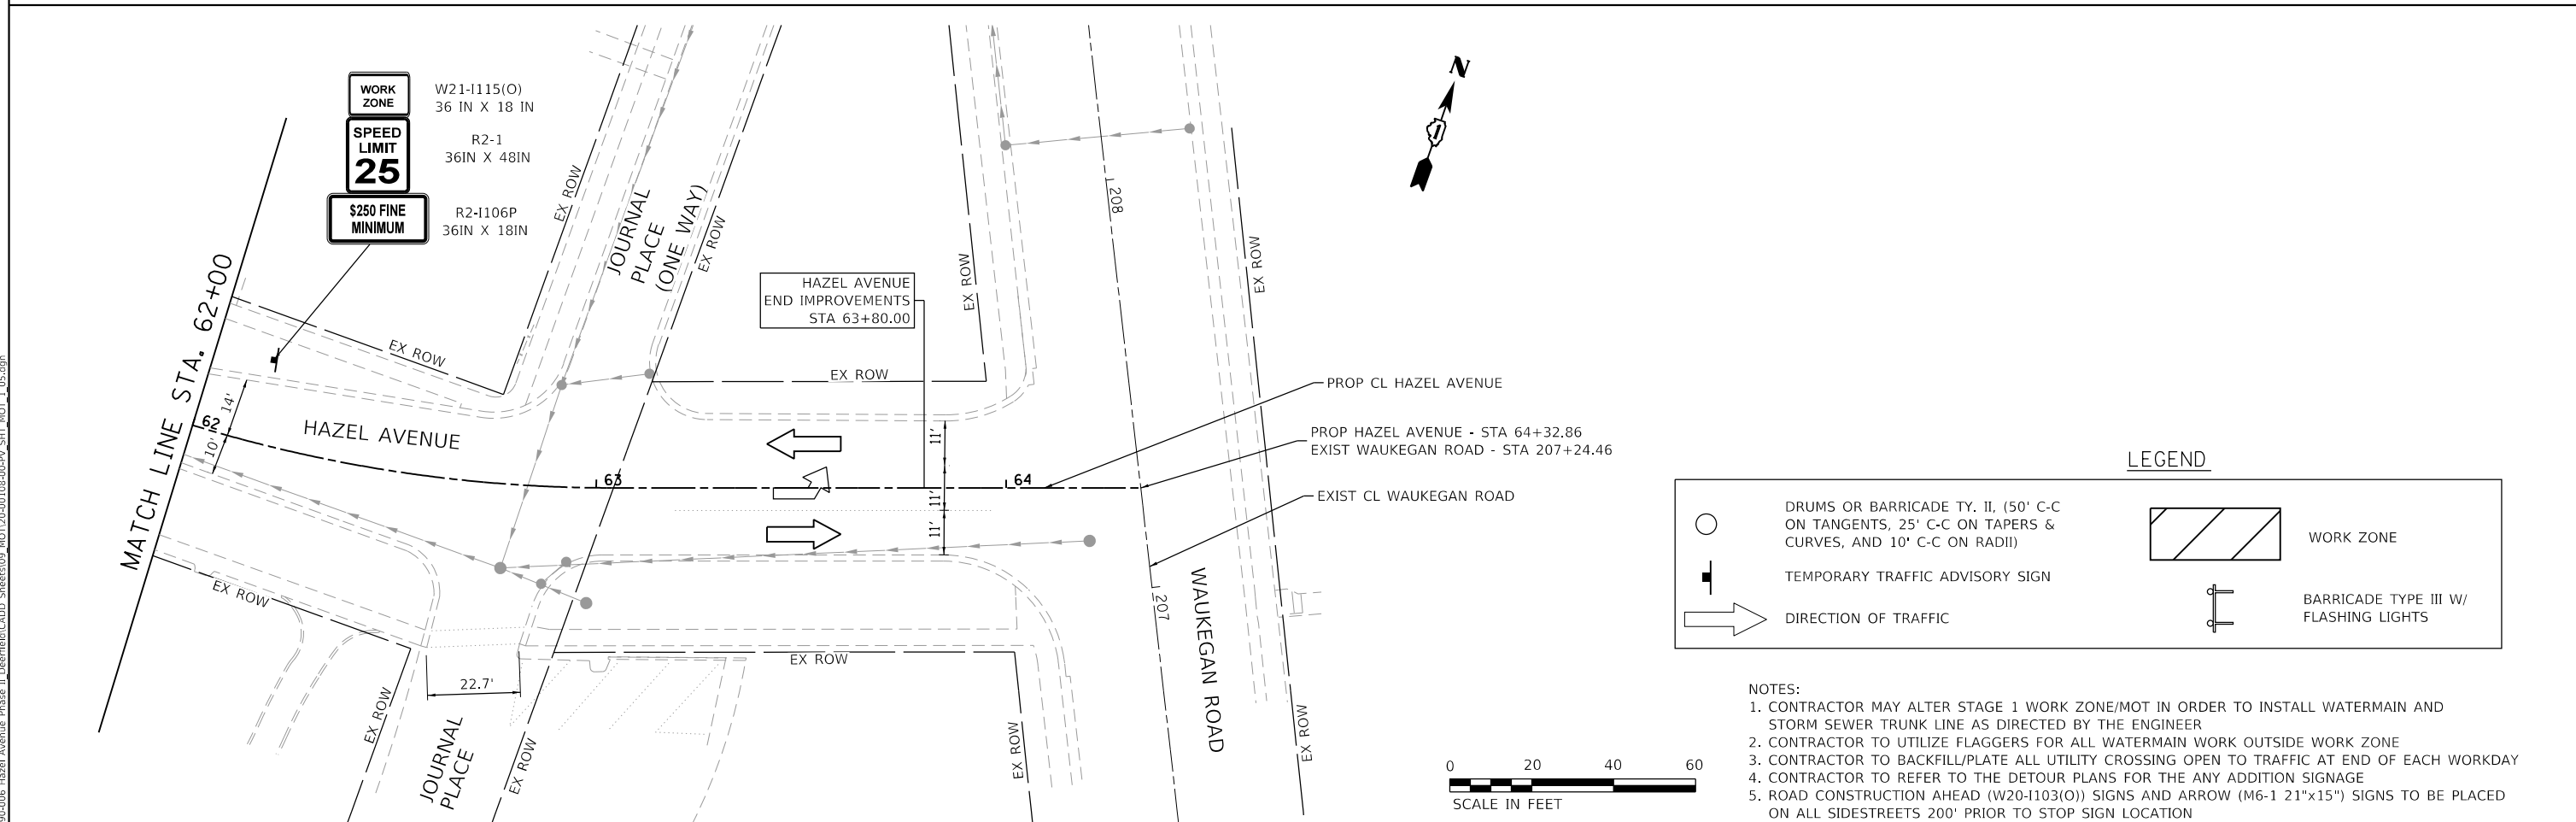 WORK
ZONE
W21-I115(O)
36 IN X 18 IN
SPEED
LIMIT
25
R2-1
36IN X 48IN
$250 FINE
MINIMUM
R2-I106P
36IN X 18IN
N
1
MATCH LINE STA. 62+00
EX ROW
EX ROW
JOURNAL
PLACE
(ONE WAY)
EX ROW
HAZEL AVENUE
END IMPROVEMENTS
STA 63+80.00
EX ROW
EX ROW
EX ROW
208
14'
10'
62
HAZEL AVENUE
63
64
11'
11'
11'
PROP CL HAZEL AVENUE
PROP HAZEL AVENUE - STA 64+32.86
EXIST WAUKEGAN ROAD - STA 207+24.46
EXIST CL WAUKEGAN ROAD
207
WAUKEGAN ROAD
EX ROW
22.7'
EX ROW
JOURNAL
PLACE
EX ROW
EX ROW
EX ROW
EX ROW
0 20 40 60
SCALE IN FEET
LEGEND
DRUMS OR BARRICADE TY. II, (50' C-C
ON TANGENTS, 25' C-C ON TAPERS &
CURVES, AND 10' C-C ON RADII)
TEMPORARY TRAFFIC ADVISORY SIGN
DIRECTION OF TRAFFIC
WORK ZONE
BARRICADE TYPE III W/
FLASHING LIGHTS
NOTES:
1. CONTRACTOR MAY ALTER STAGE 1 WORK ZONE/MOT IN ORDER TO INSTALL WATERMAIN AND
STORM SEWER TRUNK LINE AS DIRECTED BY THE ENGINEER
2. CONTRACTOR TO UTILIZE FLAGGERS FOR ALL WATERMAIN WORK OUTSIDE WORK ZONE
3. CONTRACTOR TO BACKFILL/PLATE ALL UTILITY CROSSING OPEN TO TRAFFIC AT END OF EACH WORKDAY
4. CONTRACTOR TO REFER TO THE DETOUR PLANS FOR THE ANY ADDITION SIGNAGE
5. ROAD CONSTRUCTION AHEAD (W20-I103(O)) SIGNS AND ARROW (M6-1 21"x15") SIGNS TO BE PLACED
ON ALL SIDESTREETS 200' PRIOR TO STOP SIGN LOCATION